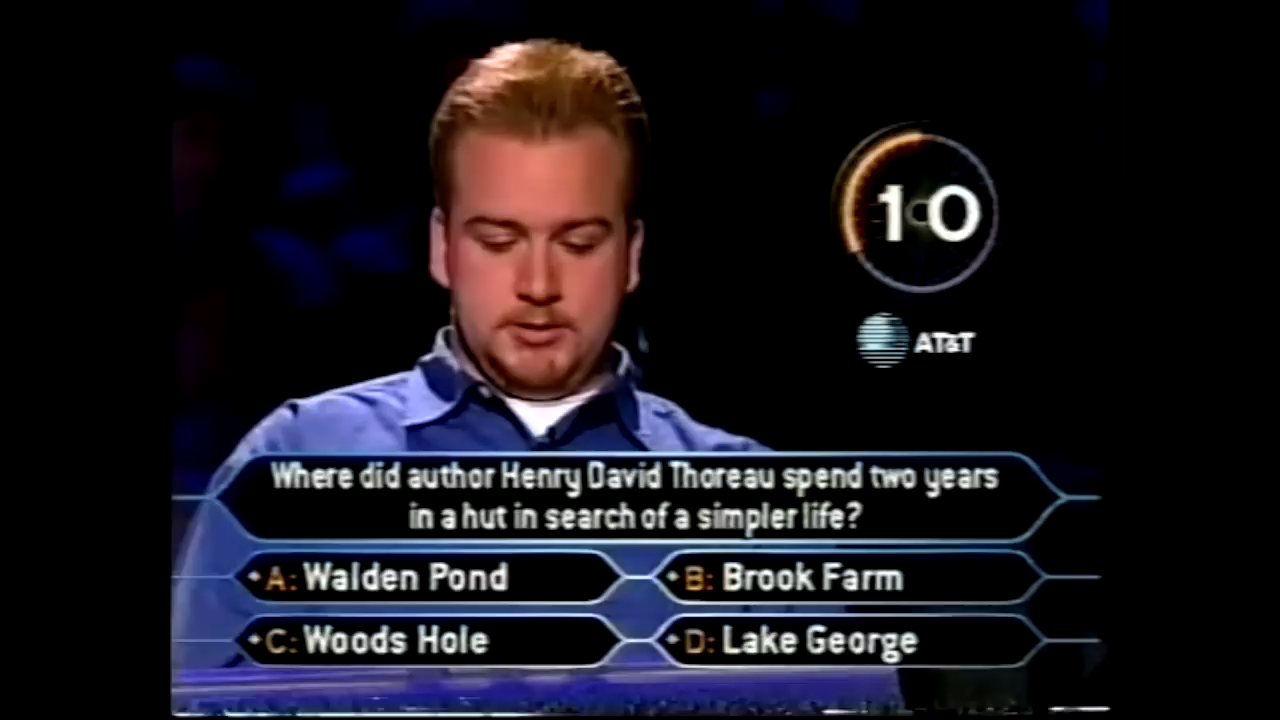 10
AT&T
Where did author Henry David Thoreau spend two years
in a hut in search of a simpler life?
A: Walden Pond
B: Brook Farm
C: Woods Hole
D: Lake George